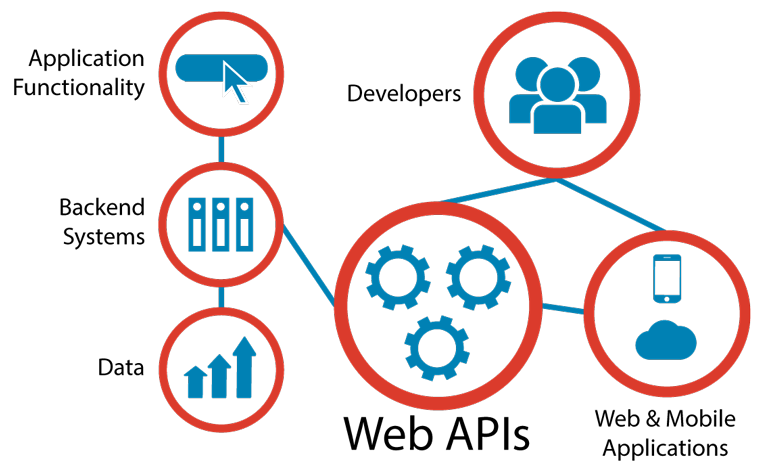 Application
Functionality
Developers
Backend
Systems
Data
Web APIs
Web & Mobile
Applications